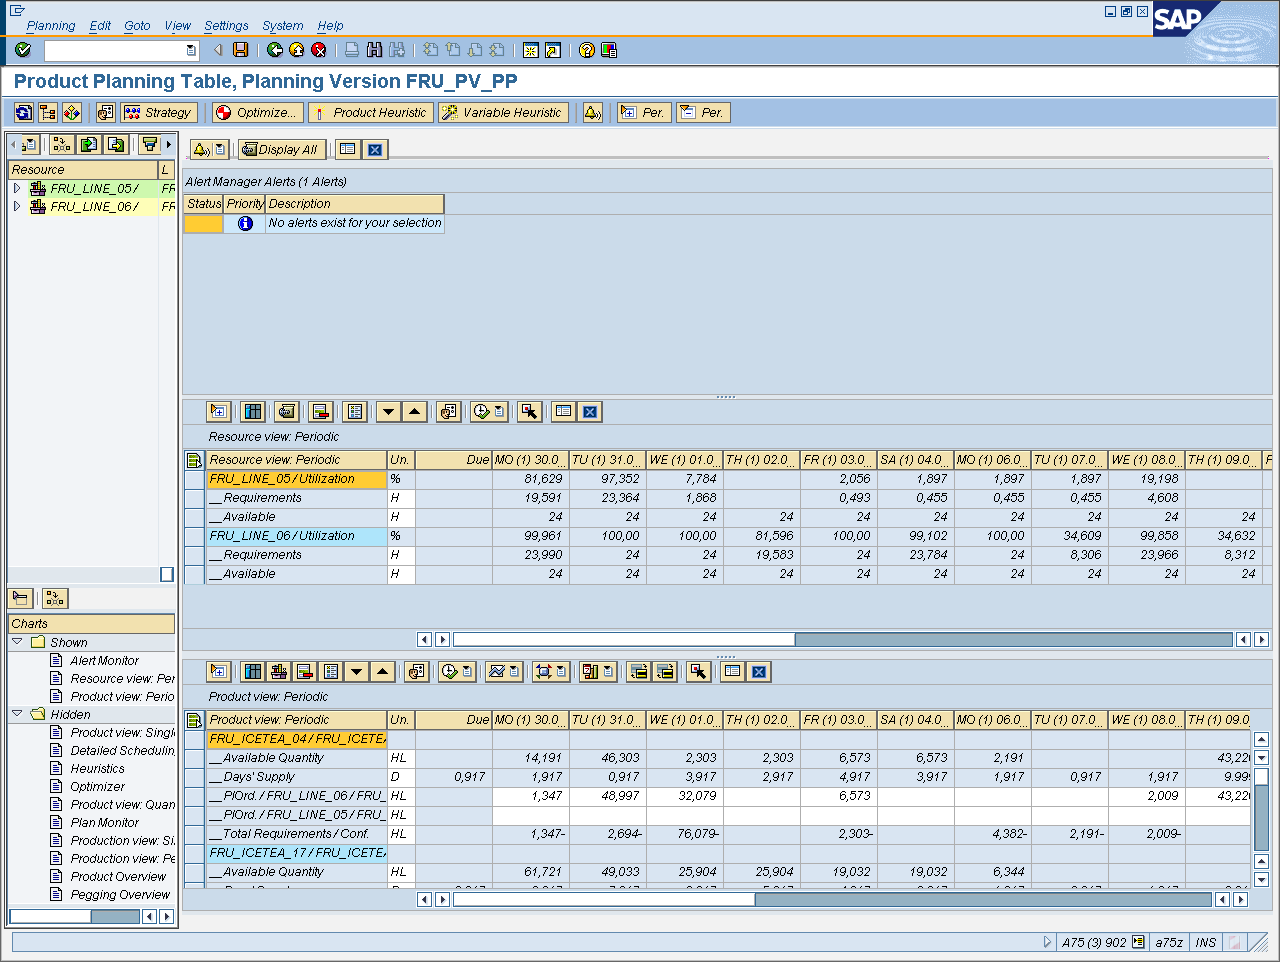 Planning Edit Goto View Settings System Help
SAP
Product Planning Table, Planning Version FRU_PV_PP
Strategy Optimize... Product Heuristic Variable Heuristic Per. Per.
Resource L
FRU_LINE_05/ FR
FRU_LINE_06/ FR
Display All
Alert Manager Alerts (1 Alerts)
Status Priority Description
No alerts exist for your selection
Resource view: Periodic
Resource view: Periodic Un. Due MO (1) 30.0... TU (1) 31.0... WE (1) 01.0... TH (1) 02.0... FR (1) 03.0... SA (1) 04.0... MO (1) 06.0... TU (1) 07.0... WE (1) 08.0... TH (1) 09.0... F
FRU_LINE_05/Utilization % 81,629 97,352 7,784 2,056 1,897 1,897 1,897 19,198
__Requirements H 19,591 23,364 1,868 0,493 0,455 0,455 0,455 4,608
__Available H 24 24 24 24 24 24 24 24 24 24
FRU_LINE_06/Utilization % 99,961 100,00 100,00 81,596 100,00 99,102 100,00 34,609 99,858 34,632
__Requirements H 23,990 24 24 19,583 24 23,784 24 8,306 23,966 8,312
__Available H 24 24 24 24 24 24 24 24 24 24
Charts
Shown
Alert Monitor
Resource view: Per
Product view: Perio
Hidden
Product view: Singl
Detailed Schedulin
Heuristics
Optimizer
Product view: Quan
Plan Monitor
Production view: Si
Production view: Pe
Product Overview
Pegging Overview
Product view: Periodic
Product view: Periodic Un. Due MO (1) 30.0... TU (1) 31.0... WE (1) 01.0... TH (1) 02.0... FR (1) 03.0... SA (1) 04.0... MO (1) 06.0... TU (1) 07.0... WE (1) 08.0... TH (1) 09.0
FRU_ICETEA_04/FRU_ICETE
__Available Quantity HL 14,191 46,303 2,303 2,303 6,573 6,573 2,191 43,22
__Days' Supply D 0,917 1,917 0,917 3,917 2,917 4,917 3,917 1,917 0,917 1,917 9.999
__PlOrd. / FRU_LINE_06 / FRU_ HL 1,347 48,997 32,079 6,573 2,009 43,22
__PlOrd. / FRU_LINE_05 / FRU_ HL
__Total Requirements / Conf. HL 1,347- 2,694- 76,079- 2,303- 4,382- 2,191- 2,009-
FRU_ICETEA_17/FRU_ICETE
__Available Quantity HL 61,721 49,033 25,904 25,904 19,032 19,032 6,344
A75 (3) 902 a75z INS